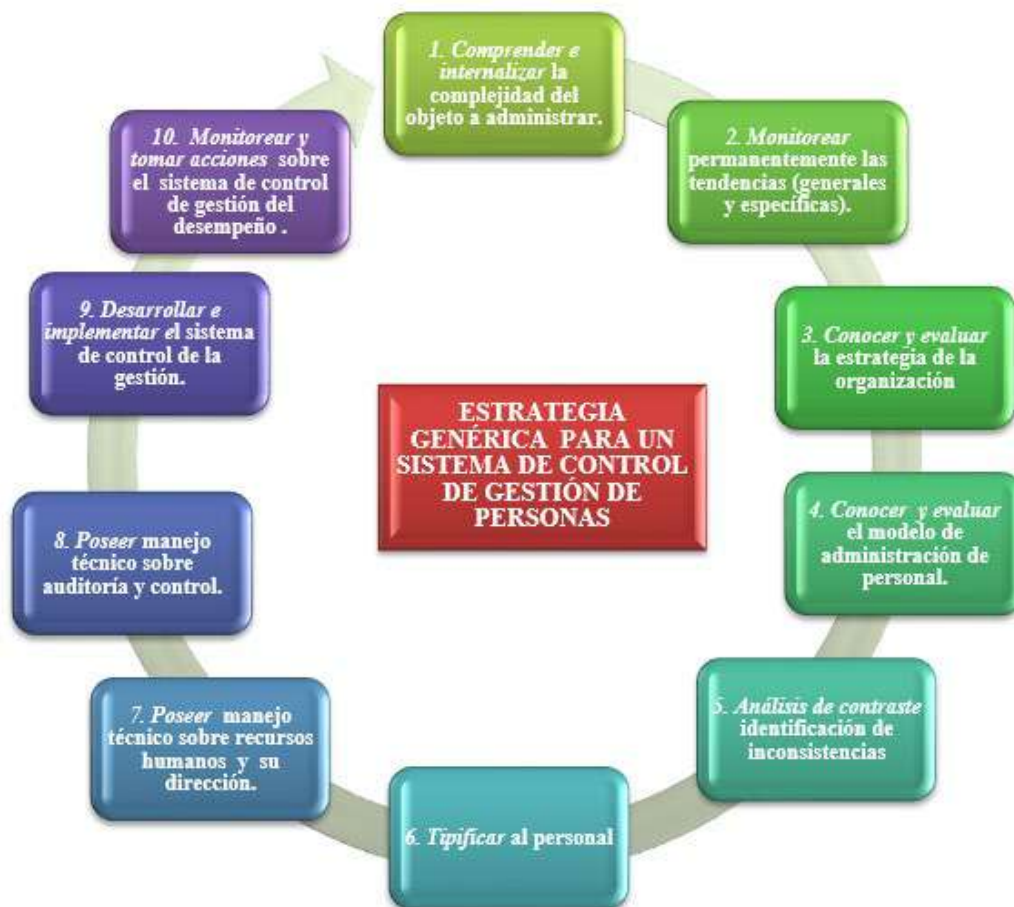 1. Comprender e
internalizar la
complejidad del
objeto a administrar.
2. Monitorear
permanentemente las
tendencias (generales
y específicas).
3. Conocer y evaluar
la estrategia de la
organización
4. Conocer y evaluar
el modelo de
administración de
personal.
5. Análisis de contraste
identificación de
inconsistencias
6. Tipificar al personal
7. Poseer manejo
técnico sobre recursos
humanos y su
dirección.
8. Poseer manejo
técnico sobre
auditoría y control.
9. Desarrollar e
implementar el sistema
de control de la
gestión.
10. Monitorear y
tomar acciones sobre
el sistema de control
de gestión del
desempeño .
ESTRATEGIA
GENÉRICA PARA UN
SISTEMA DE CONTROL
DE GESTIÓN DE
PERSONAS